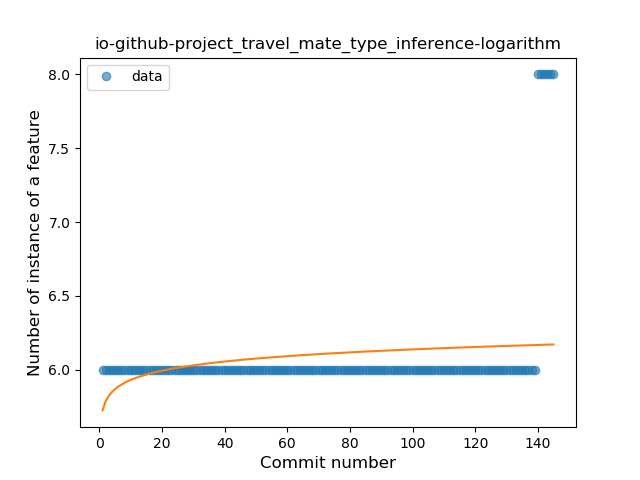 io-github-project_travel_mate_type_inference-logarithm
data
Number of instance of a feature
8.0
7.5
7.0
6.5
6.0
0 20 40 60 80 100 120 140
Commit number